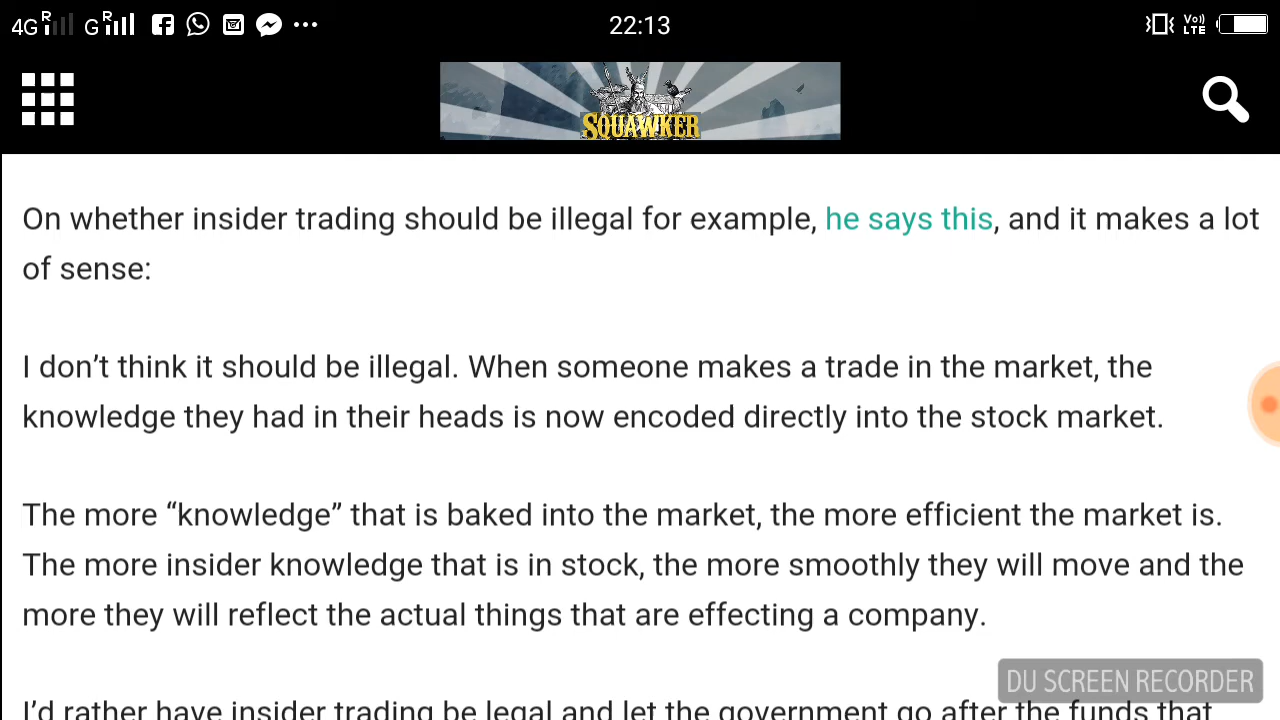 4G R G R 22:13 Vo)) LTE
SQUAWKER
On whether insider trading should be illegal for example, he says this, and it makes a lot
of sense:
I don’t think it should be illegal. When someone makes a trade in the market, the
knowledge they had in their heads is now encoded directly into the stock market.
The more “knowledge” that is baked into the market, the more efficient the market is.
The more insider knowledge that is in stock, the more smoothly they will move and the
more they will reflect the actual things that are effecting a company.
DU SCREEN RECORDER
I’d rather have insider trading be legal and let the government go after the funds that